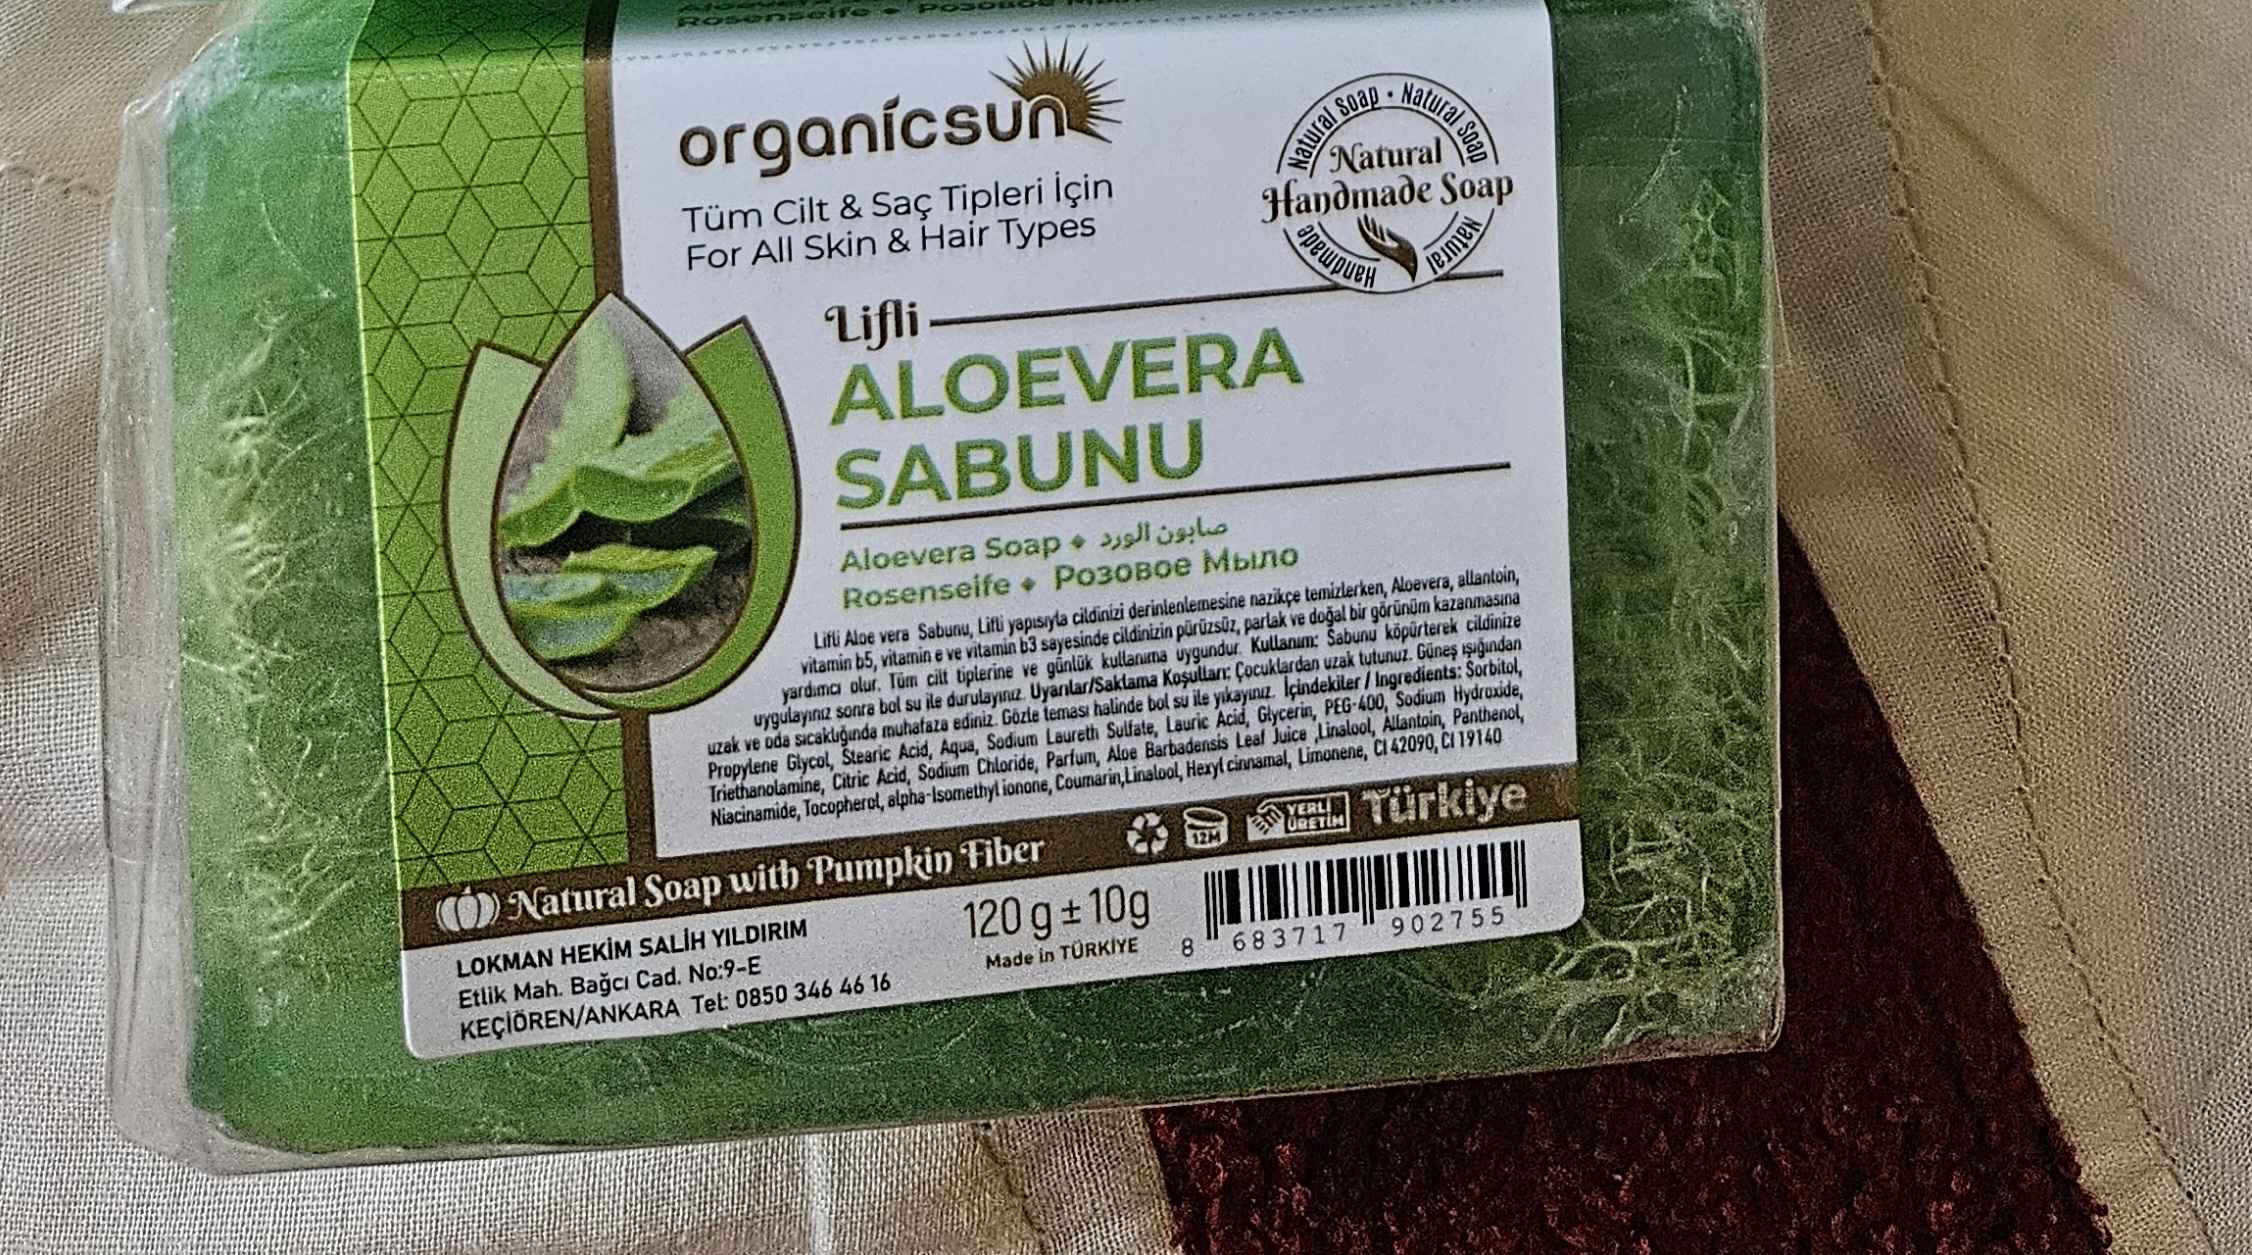 Rosenseife ◆ Розовое Мыло
organicsun
Tüm Cilt & Saç Tipleri İçin
For All Skin & Hair Types
Natural Soap • Natural Soap
Natural
Handmade Soap
Handmade Natural
Lifli
ALOEVERA
SABUNU
Aloevera Soap ◆ صابون الورد
Rosenseife ◆ Розовое Мыло
Lifli Aloe vera Sabunu, Lifli yapısıyla cildinizi derinlenlemesine nazikçe temizlerken, Aloevera, allantoin,
vitamin b5, vitamin e ve vitamin b3 sayesinde cildinizin pürüzsüz, parlak ve doğal bir görünüm kazanmasına
yardımcı olur. Tüm cilt tiplerine ve günlük kullanıma uygundur. Kullanım: Sabunu köpürterek cildinize
uygulayınız sonra bol su ile durulayınız. Uyarılar/Saklama Koşulları: Çocuklardan uzak tutunuz. Güneş ışığından
uzak ve oda sıcaklığında muhafaza ediniz. Gözle teması halinde bol su ile yıkayınız. İçindekiler / Ingredients: Sorbitol,
Propylene Glycol, Stearic Acid, Aqua, Sodium Laureth Sulfate, Lauric Acid, Glycerin, PEG-400, Sodium Hydroxide,
Triethanolamine, Citric Acid, Sodium Chloride, Parfum, Aloe Barbadensis Leaf Juice ,Linalool, Allantoin, Panthenol,
Niacinamide, Tocopherol, alpha-Isomethyl ionone, Coumarin,Linalool, Hexyl cinnamal, Limonene, CI 42090, CI 19140
Natural Soap with Pumpkin Fiber
12M
YERLİ
ÜRETİM
Türkiye
LOKMAN HEKİM SALİH YILDIRIM
Etlik Mah. Bağcı Cad. No:9-E
KEÇİÖREN/ANKARA Tel: 0850 346 46 16
120 g ± 10g
Made in TÜRKİYE
8 683717 902755